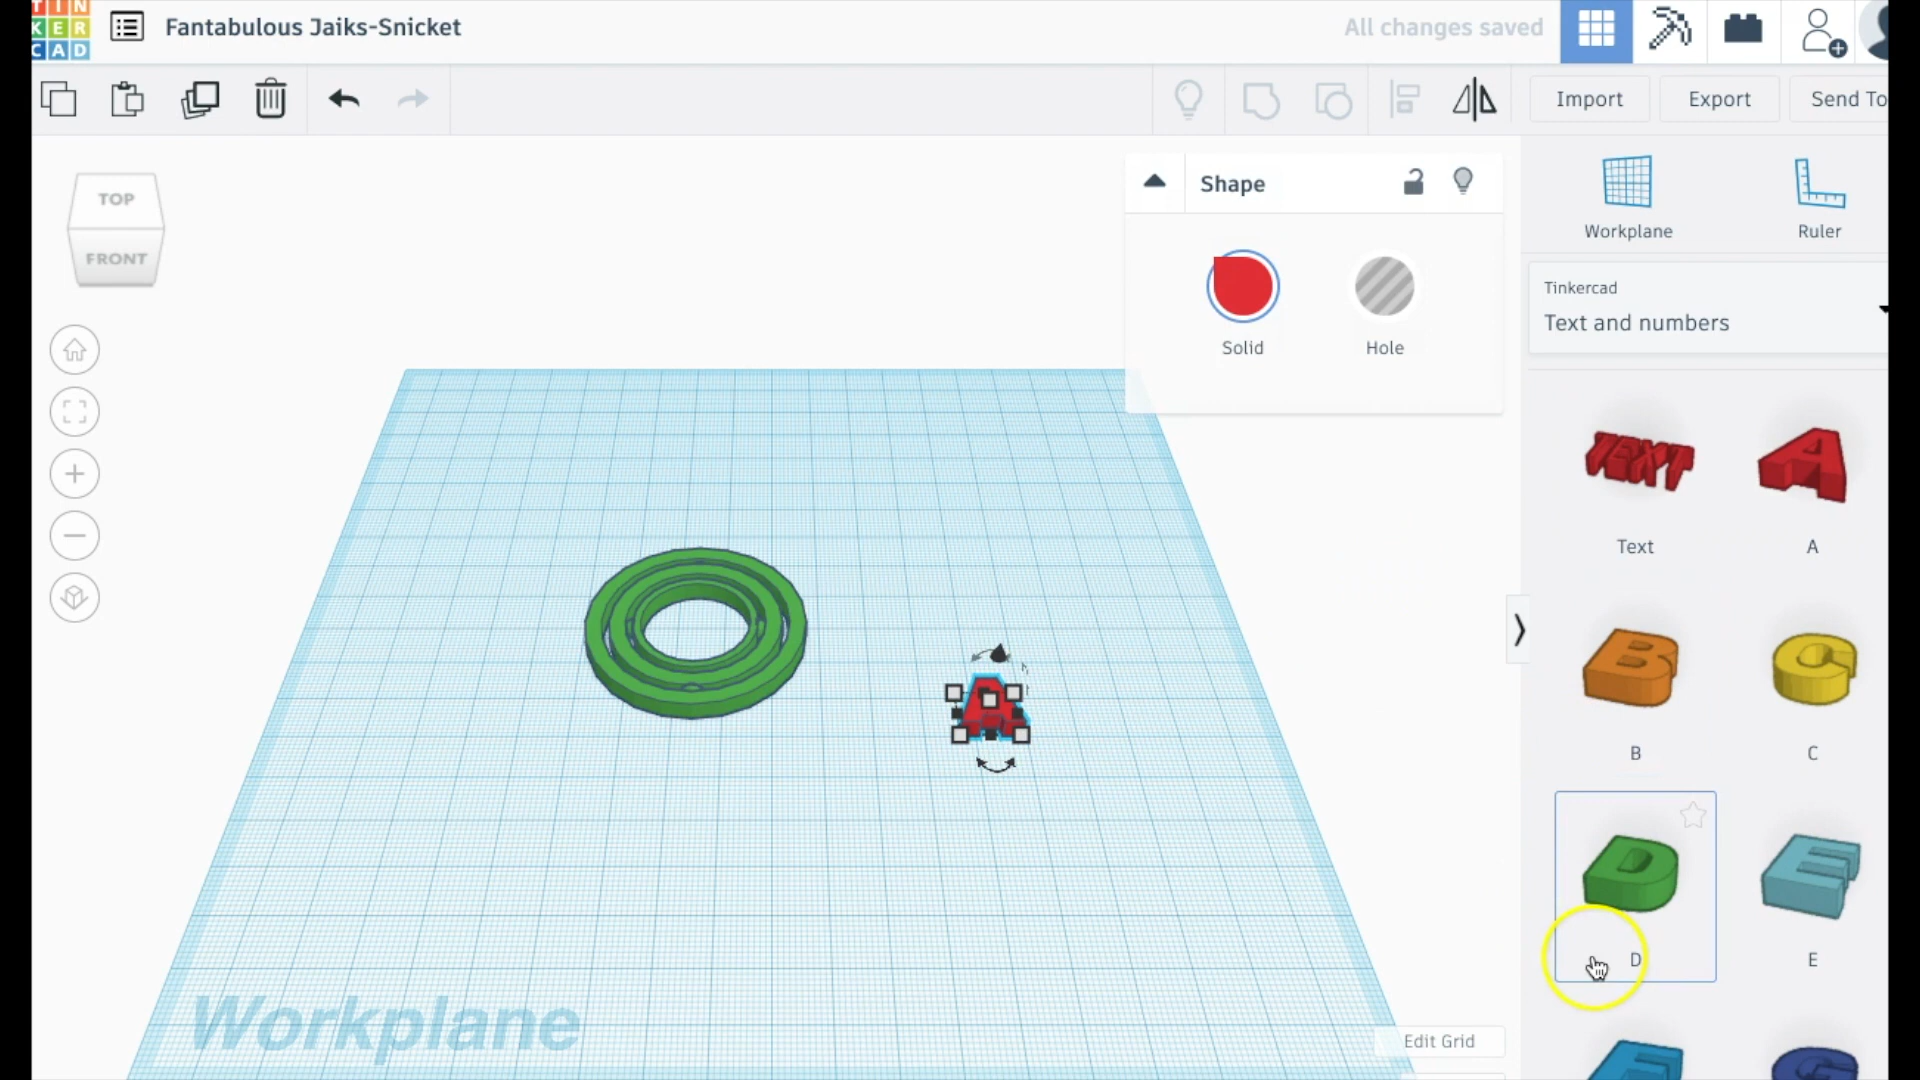 TIN
KER
CAD
Fantabulous Jaiks-Snicket
All changes saved
Import
Export
Send To
TOP
FRONT
Shape
Solid
Hole
Workplane
Ruler
Tinkercad
Text and numbers
TEXT
A
Text
A
B
C
B
C
D
E
D
E
Workplane
Edit Grid